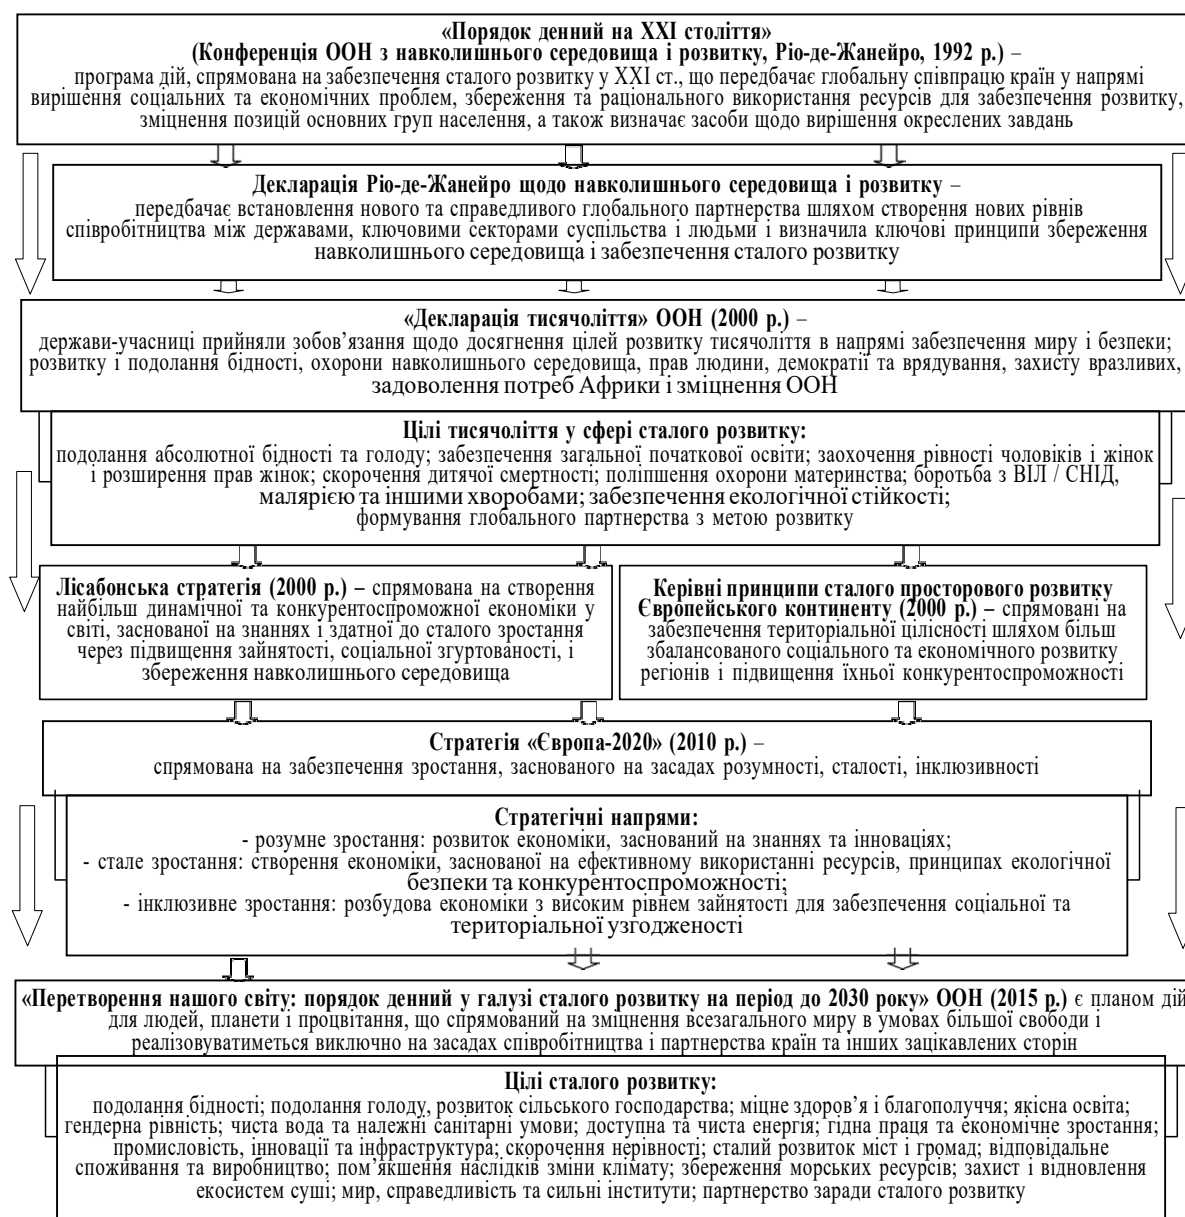 «Порядок денний на ХХІ століття»
(Конференція ООН з навколишнього середовища і розвитку, Ріо-де-Жанейро, 1992 р.) –
програма дій, спрямована на забезпечення сталого розвитку у ХХІ ст., що передбачає глобальну співпрацю країн у напрямі
вирішення соціальних та економічних проблем, збереження та раціонального використання ресурсів для забезпечення розвитку,
зміцнення позицій основних груп населення, а також визначає засоби щодо вирішення окреслених завдань
Декларація Ріо-де-Жанейро щодо навколишнього середовища і розвитку –
передбачає встановлення нового та справедливого глобального партнерства шляхом створення нових рівнів
співробітництва між державами, ключовими секторами суспільства і людьми і визначила ключові принципи збереження
навколишнього середовища і забезпечення сталого розвитку
«Декларація тисячоліття» ООН (2000 р.) –
держави-учасниці прийняли зобов’язання щодо досягнення цілей розвитку тисячоліття в напрямі забезпечення миру і безпеки;
розвитку і подолання бідності, охорони навколишнього середовища, прав людини, демократії та врядування, захисту вразливих,
задоволення потреб Африки і зміцнення ООН
Цілі тисячоліття у сфері сталого розвитку:
подолання абсолютної бідності та голоду; забезпечення загальної початкової освіти; заохочення рівності чоловіків і жінок
і розширення прав жінок; скорочення дитячої смертності; поліпшення охорони материнства; боротьба з ВІЛ / СНІД,
малярією та іншими хворобами; забезпечення екологічної стійкості;
формування глобального партнерства з метою розвитку
Лісабонська стратегія (2000 р.) – спрямована на створення
найбільш динамічної та конкурентоспроможної економіки у
світі, заснованої на знаннях і здатної до сталого зростання
через підвищення зайнятості, соціальної згуртованості, і
збереження навколишнього середовища
Керівні принципи сталого просторового розвитку
Європейського континенту (2000 р.) – спрямовані на
забезпечення територіальної цілісності шляхом більш
збалансованого соціального та економічного розвитку
регіонів і підвищення їхньої конкурентоспроможності
Стратегія «Європа-2020» (2010 р.) –
спрямована на забезпечення зростання, заснованого на засадах розумності, сталості, інклюзивності
Стратегічні напрями:
- розумне зростання: розвиток економіки, заснований на знаннях та інноваціях;
- стале зростання: створення економіки, заснованої на ефективному використанні ресурсів, принципах екологічної
безпеки та конкурентоспроможності;
- інклюзивне зростання: розбудова економіки з високим рівнем зайнятості для забезпечення соціальної та
територіальної узгодженості
«Перетворення нашого світу: порядок денний у галузі сталого розвитку на період до 2030 року» ООН (2015 р.) є планом дій
для людей, планети і процвітання, що спрямований на зміцнення всезагального миру в умовах більшої свободи і
реалізовуватиметься виключно на засадах співробітництва і партнерства країн та інших зацікавлених сторін
Цілі сталого розвитку:
подолання бідності; подолання голоду, розвиток сільського господарства; міцне здоров’я і благополуччя; якісна освіта;
гендерна рівність; чиста вода та належні санітарні умови; доступна та чиста енергія; гідна праця та економічне зростання;
промисловість, інновації та інфраструктура; скорочення нерівності; сталий розвиток міст і громад; відповідальне
споживання та виробництво; пом’якшення наслідків зміни клімату; збереження морських ресурсів; захист і відновлення
екосистем суші; мир, справедливість та сильні інститути; партнерство заради сталого розвитку